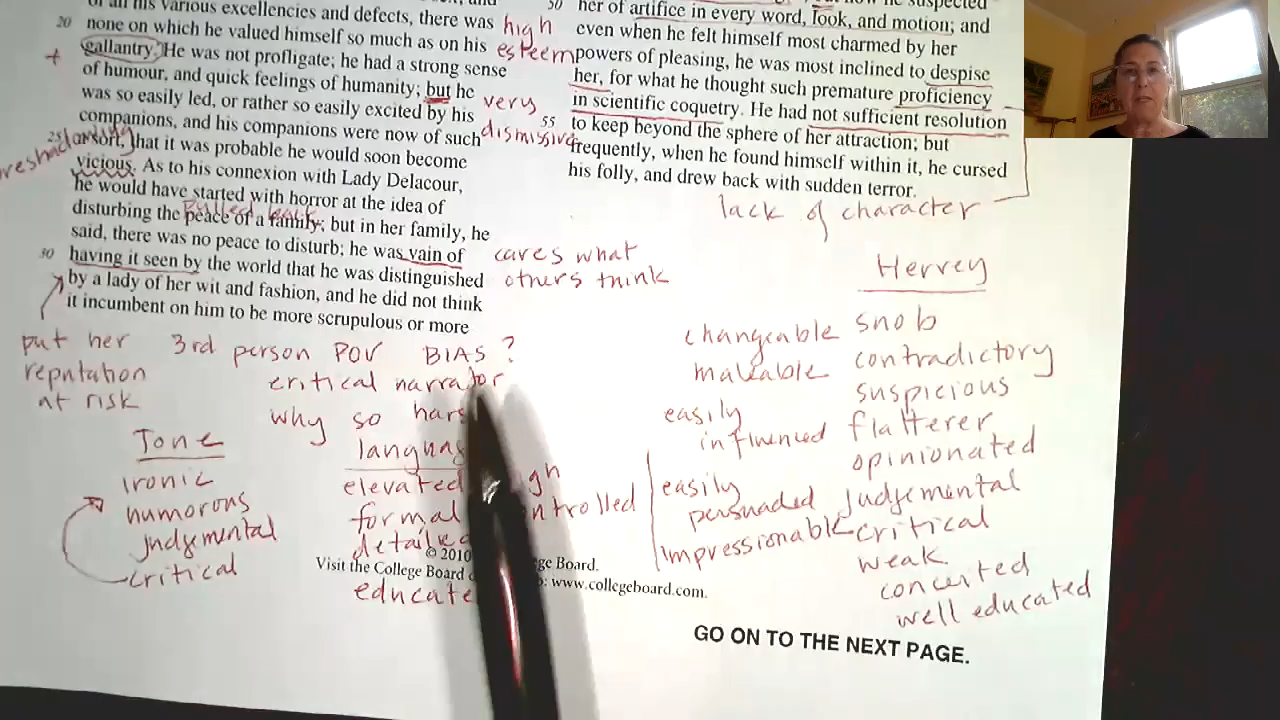 of all his various excellencies and defects, there was
20 none on which he valued himself so much as on his
gallantry. He was not profligate; he had a strong sense
of humour, and quick feelings of humanity; but he
was so easily led, or rather so easily excited by his
companions, and his companions were now of such
25 a sort, that it was probable he would soon become
vicious. As to his connexion with Lady Delacour,
he would have started with horror at the idea of
disturbing the peace of a family; but in her family, he
said, there was no peace to disturb; he was vain of
30 having it seen by the world that he was distinguished
by a lady of her wit and fashion, and he did not think
it incumbent on him to be more scrupulous or more
high
esteem
+
very
dismissive
cares what
others think
50 her of artifice in every word, look, and motion; and
even when he felt himself most charmed by her
powers of pleasing, he was most inclined to despise
her, for what he thought such premature proficiency
in scientific coquetry. He had not sufficient resolution
55 to keep beyond the sphere of her attraction; but
frequently, when he found himself within it, he cursed
his folly, and drew back with sudden terror.
lack of character
put her
reputation
at risk
3rd person POV BIAS?
critical narrator
why so
Tone
ironic
humorous
judgemental
critical
elevated
formal
Hervey
changeable snob
maleable contradictory
suspicious
easily
influenced flatterer
opinionated
easily
persuaded judgemental
impressionable critical
weak
conceited
well educated
© 2010 College Board.
Visit the College Board www.collegeboard.com.
GO ON TO THE NEXT PAGE.